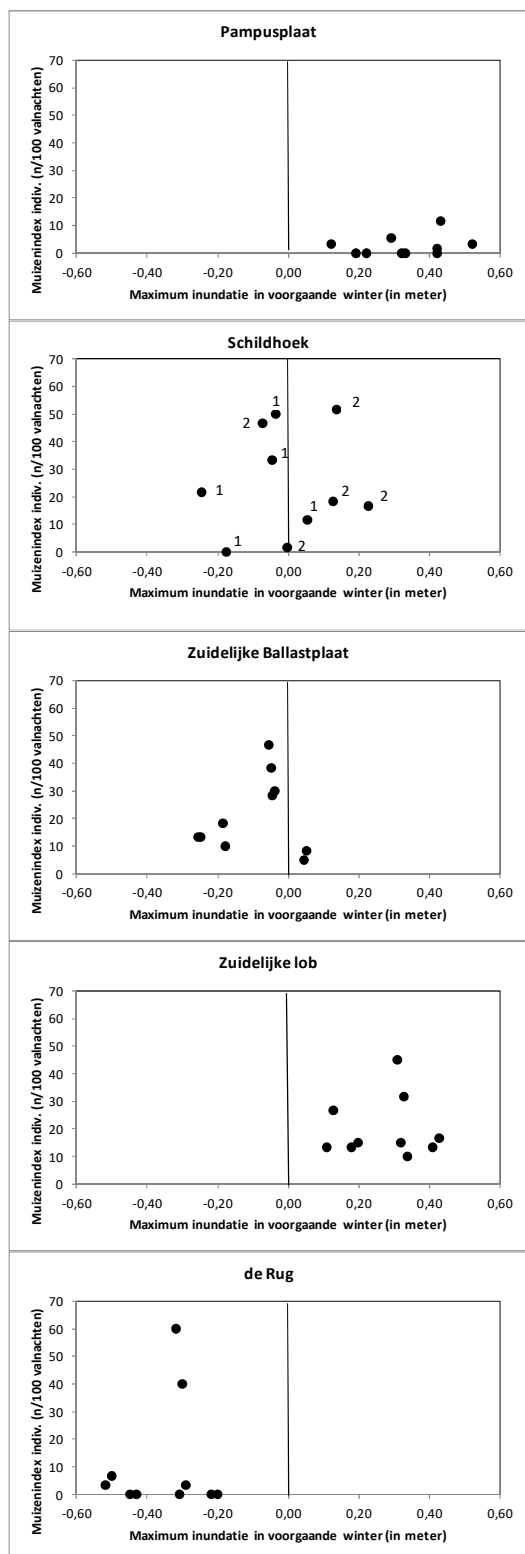 Pampusplaat
Muizenindex indiv. (n/100 valnachten)
70
60
50
40
30
20
10
0
-0,60 -0,40 -0,20 0,00 0,20 0,40 0,60
Maximum inundatie in voorgaande winter (in meter)
Schildhoek
Muizenindex indiv. (n/100 valnachten)
70
60
50
40
30
20
10
0
1 2
2
1
1
2
2
1
1
2
-0,60 -0,40 -0,20 0,00 0,20 0,40 0,60
Maximum inundatie in voorgaande winter (in meter)
Zuidelijke Ballastplaat
Muizenindex indiv. (n/100 valnachten)
70
60
50
40
30
20
10
0
-0,60 -0,40 -0,20 0,00 0,20 0,40 0,60
Maximum inundatie in voorgaande winter (in meter)
Zuidelijke lob
Muizenindex indiv. (n/100 valnachten)
70
60
50
40
30
20
10
0
-0,60 -0,40 -0,20 0,00 0,20 0,40 0,60
Maximum inundatie in voorgaande winter (in meter)
de Rug
Muizenindex indiv. (n/100 valnachten)
70
60
50
40
30
20
10
0
-0,60 -0,40 -0,20 0,00 0,20 0,40 0,60
Maximum inundatie in voorgaande winter (in meter)